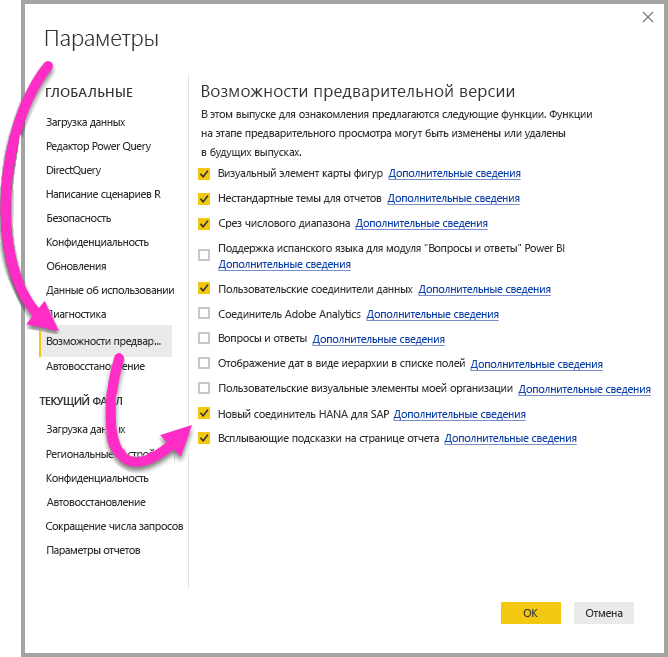 Параметры
ГЛОБАЛЬНЫЕ
Загрузка данных
Редактор Power Query
DirectQuery
Написание сценариев R
Безопасность
Конфиденциальность
Обновления
Данные об использовании
Диагностика
Возможности предвар...
Автовосстановление
ТЕКУЩИЙ ФАЙЛ
Загрузка данных
Региональные
Конфиденциальность
Автовосстановление
Сокращение числа запросов
Параметры отчетов
Возможности предварительной версии
В этом выпуске для ознакомления предлагаются следующие функции. Функции
на этапе предварительного просмотра могут быть изменены или удалены
в будущих выпусках.
Визуальный элемент карты фигур Дополнительные сведения
Нестандартные темы для отчетов Дополнительные сведения
Срез числового диапазона Дополнительные сведения
Поддержка испанского языка для модуля "Вопросы и ответы" Power BI
Дополнительные сведения
Пользовательские соединители данных Дополнительные сведения
Соединитель Adobe Analytics Дополнительные сведения
Вопросы и ответы Дополнительные сведения
Отображение дат в виде иерархии в списке полей Дополнительные сведения
Пользовательские визуальные элементы моей организации Дополнительные сведения
Новый соединитель HANA для SAP Дополнительные сведения
Всплывающие подсказки на странице отчета Дополнительные сведения
ОК
Отмена